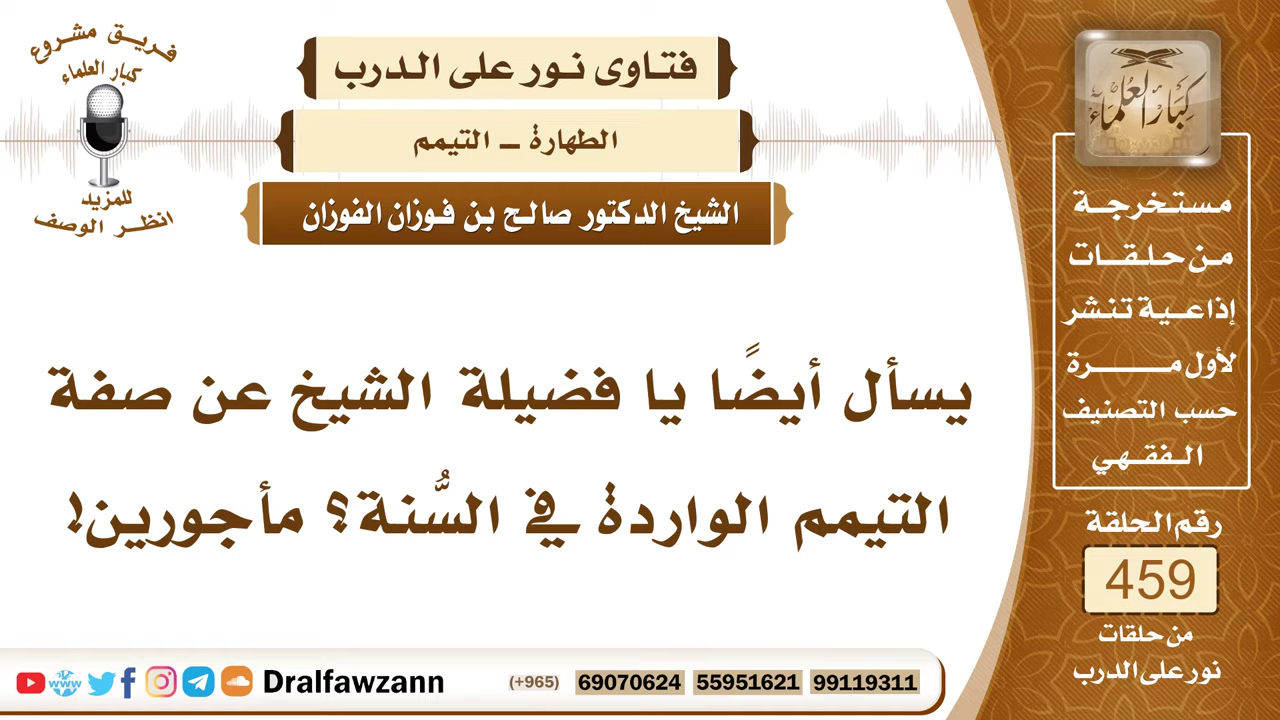 فريق مشروع
كبار العلماء
للمزيد
انظر الوصف
فتاوى نور على الدرب
الطهارة – التيمم
الشيخ الدكتور صالح بن فوزان الفوزان
يسأل أيضًا يا فضيلة الشيخ عن صفة
التيمم الواردة في السُّنة؟ مأجورين!
كبار العلماء
مستخرجة
من حلقات
إذاعية تنشر
لأول مرة
حسب التصنيف
الفقهي
رقم الحلقة
459
من حلقات
نور على الدرب
www Dralfawzann (+965) 69070624 55951621 99119311